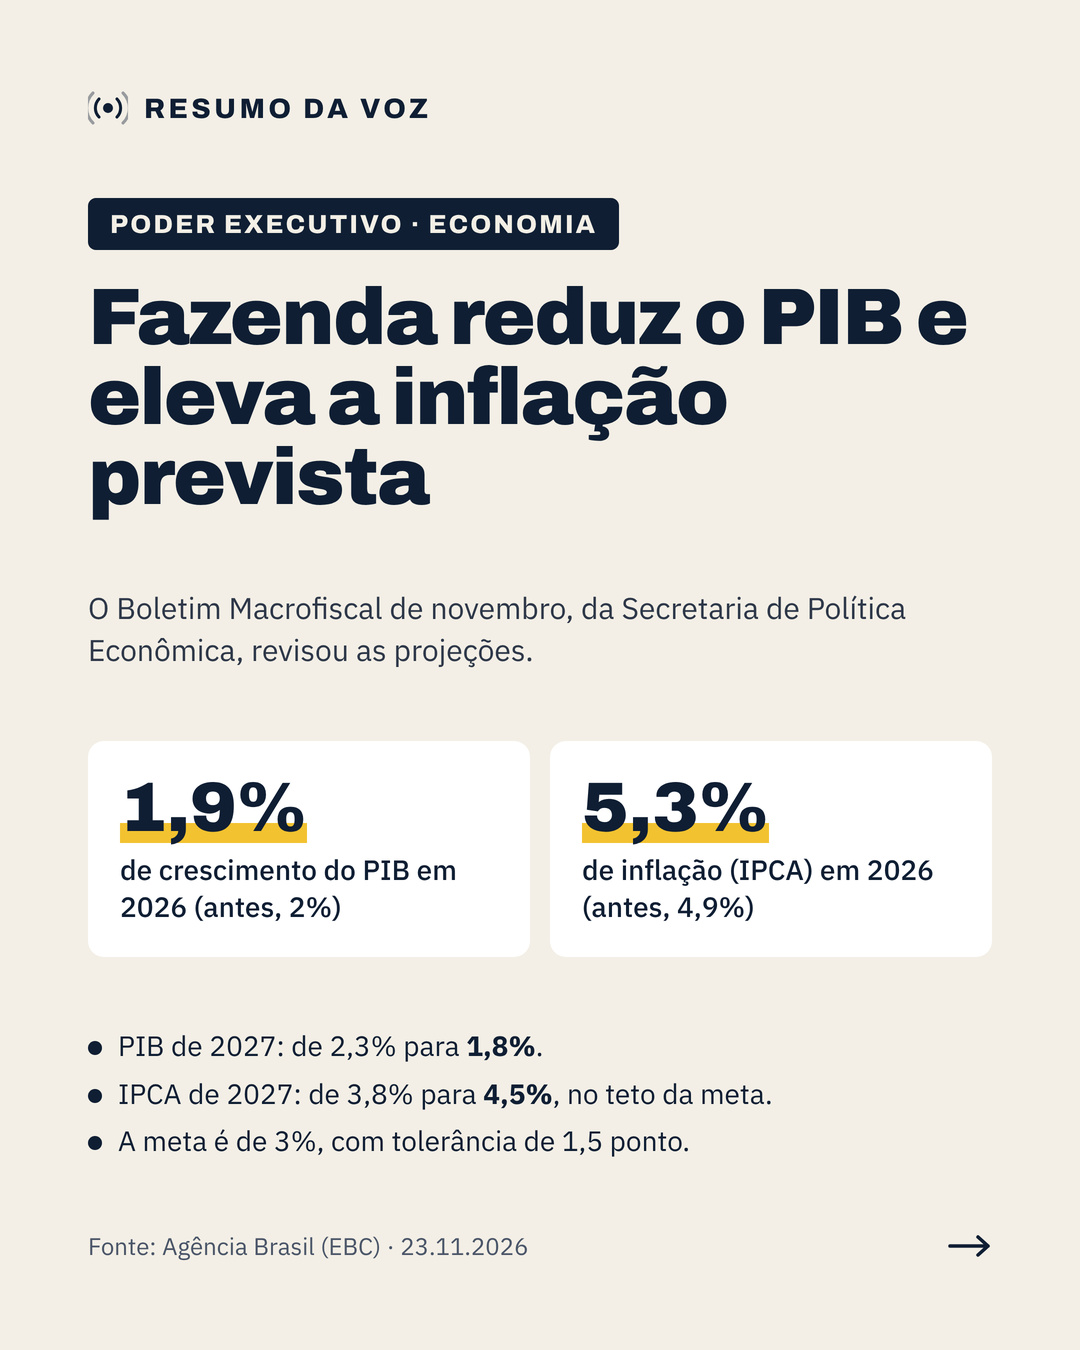 RESUMO DA VOZ
PODER EXECUTIVO · ECONOMIA
Fazenda reduz o PIB e
eleva a inflação
prevista
O Boletim Macrofiscal de novembro, da Secretaria de Política
Econômica, revisou as projeções.
1,9%
de crescimento do PIB em
2026 (antes, 2%)
5,3%
de inflação (IPCA) em 2026
(antes, 4,9%)
● PIB de 2027: de 2,3% para 1,8%.
● IPCA de 2027: de 3,8% para 4,5%, no teto da meta.
● A meta é de 3%, com tolerância de 1,5 ponto.
Fonte: Agência Brasil (EBC) · 23.11.2026